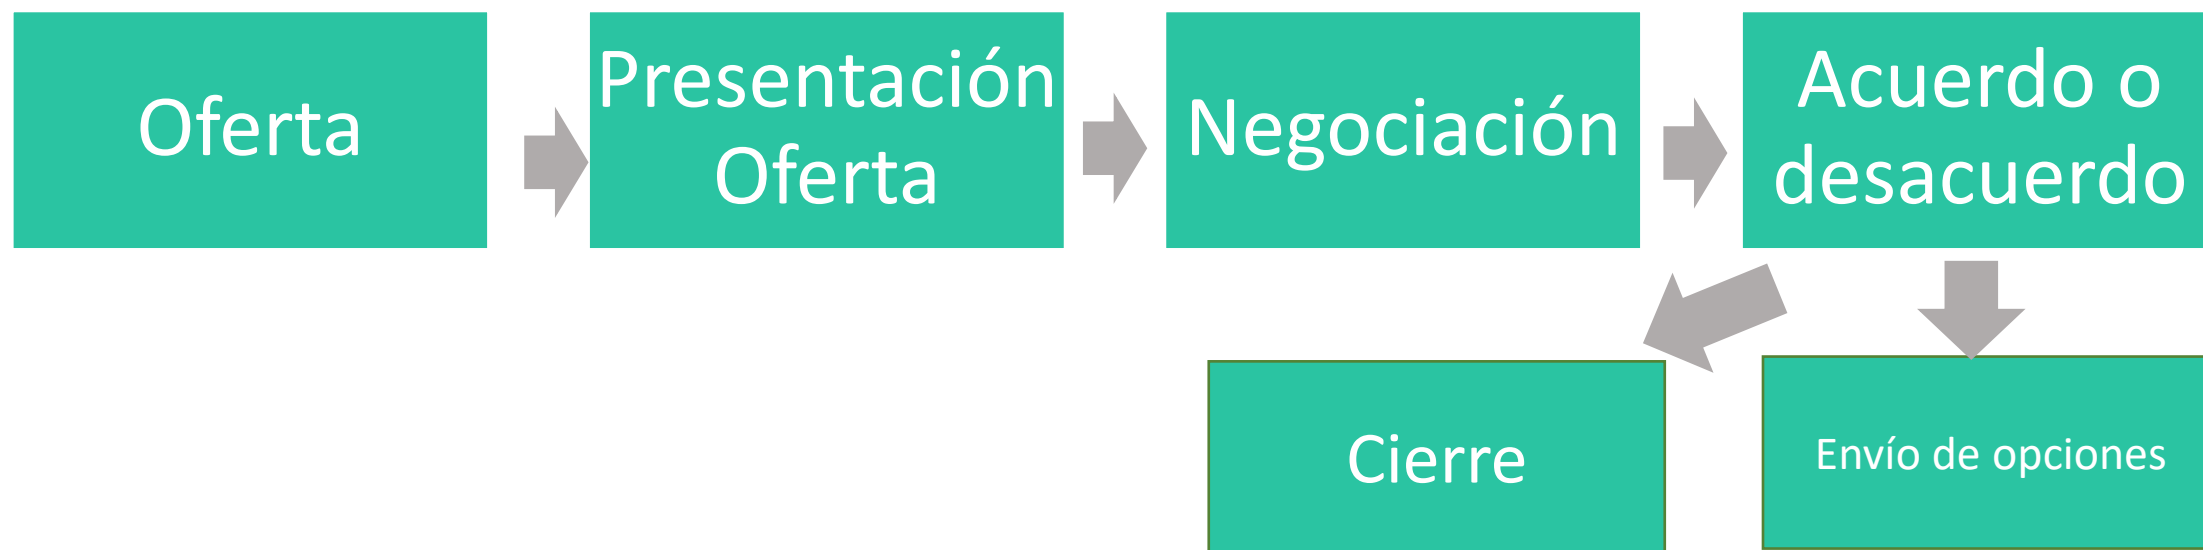 Oferta
Presentación
Oferta
Negociación
Acuerdo o
desacuerdo
Cierre
Envío de opciones